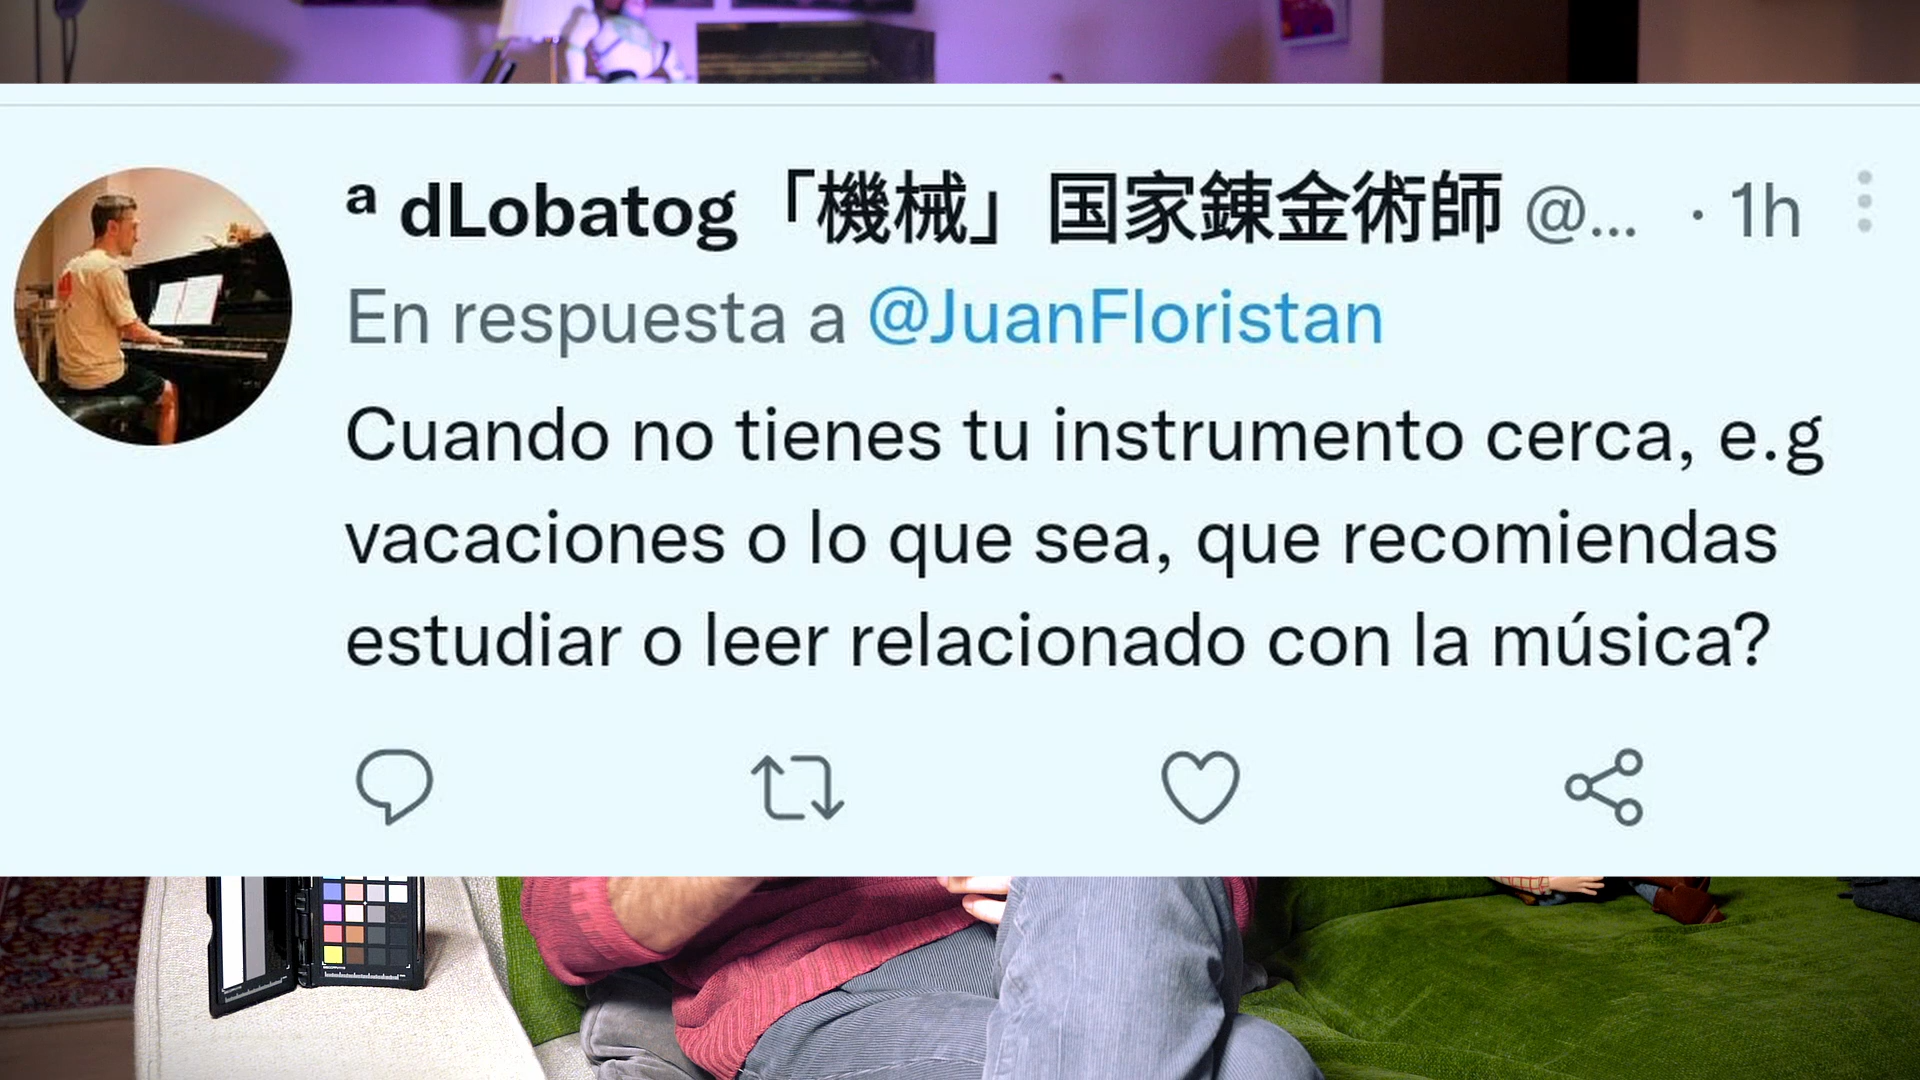 ª dLobatog「機械」国家錬金術師 @... · 1h
En respuesta a @JuanFloristan
Cuando no tienes tu instrumento cerca, e.g
vacaciones o lo que sea, que recomiendas
estudiar o leer relacionado con la música?